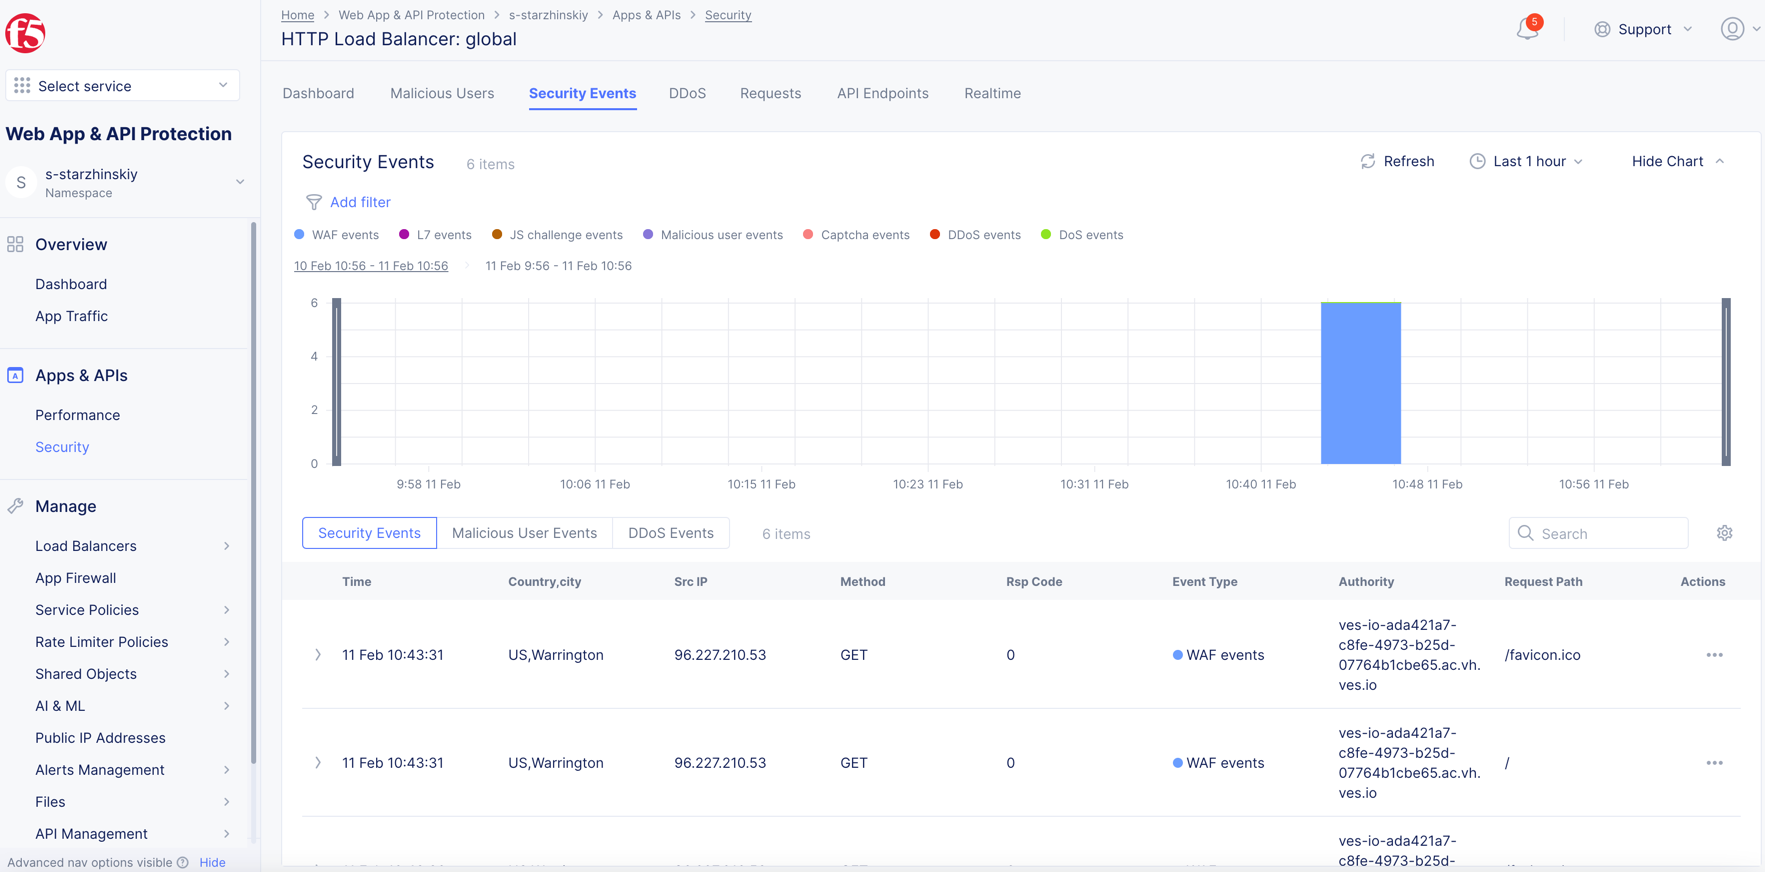 f5
Select service
Web App & API Protection
S
s-starzhinskiy
Namespace
Overview
Dashboard
App Traffic
Apps & APIs
Performance
Security
Manage
Load Balancers
App Firewall
Service Policies
Rate Limiter Policies
Shared Objects
AI & ML
Public IP Addresses
Alerts Management
Files
API Management
Advanced nav options visible ? Hide
Home > Web App & API Protection > s-starzhinskiy > Apps & APIs > Security
HTTP Load Balancer: global
5
Support
Dashboard Malicious Users Security Events DDoS Requests API Endpoints Realtime
Security Events 6 items
Refresh Last 1 hour Hide Chart
Add filter
WAF events L7 events JS challenge events Malicious user events Captcha events DDoS events DoS events
10 Feb 10:56 - 11 Feb 10:56 > 11 Feb 9:56 - 11 Feb 10:56
6
4
2
0
9:58 11 Feb 10:06 11 Feb 10:15 11 Feb 10:23 11 Feb 10:31 11 Feb 10:40 11 Feb 10:48 11 Feb 10:56 11 Feb
Security Events Malicious User Events DDoS Events 6 items Search
Time Country,city Src IP Method Rsp Code Event Type Authority Request Path Actions
11 Feb 10:43:31 US,Warrington 96.227.210.53 GET 0 WAF events
ves-io-ada421a7-
c8fe-4973-b25d-
07764b1cbe65.ac.vh.
ves.io
/favicon.ico
11 Feb 10:43:31 US,Warrington 96.227.210.53 GET 0 WAF events
ves-io-ada421a7-
c8fe-4973-b25d-
07764b1cbe65.ac.vh.
ves.io
/
ves-io-ada421a7-
c8fe-4973-b25d-